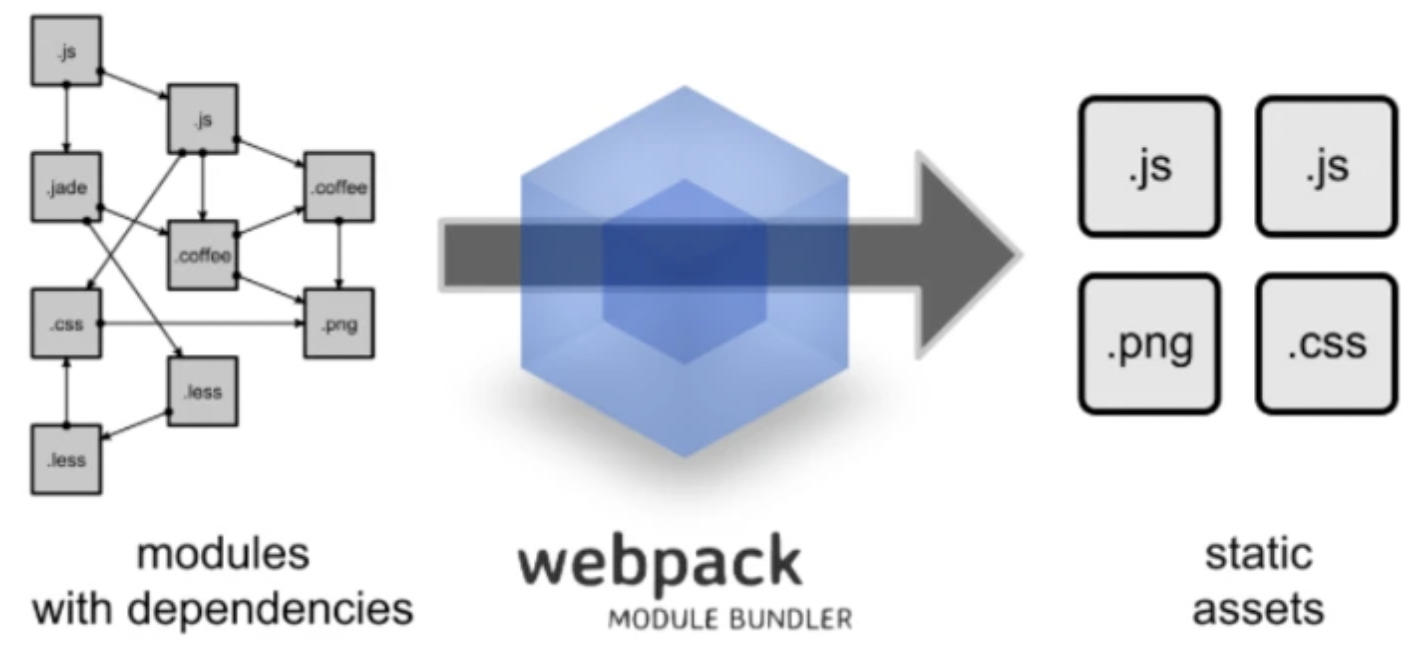 .js
.js
.jade
.coffee
.coffee
.css
.png
.less
.less
modules
with dependencies
webpack
MODULE BUNDLER
.js
.js
.png
.css
static
assets